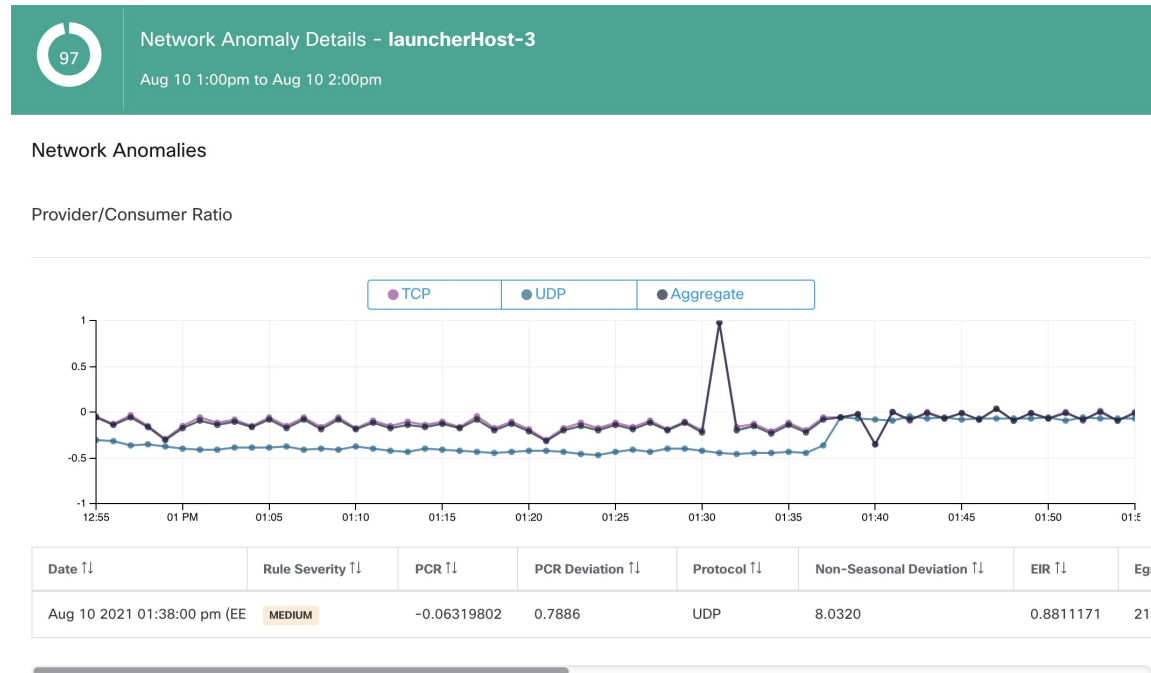 97
Network Anomaly Details - launcherHost-3
Aug 10 1:00pm to Aug 10 2:00pm
Network Anomalies
Provider/Consumer Ratio
TCP UDP Aggregate
1
0.5
0
-0.5
-1
12:55 01 PM 01:05 01:10 01:15 01:20 01:25 01:30 01:35 01:40 01:45 01:50 01:5
Date ↑↓ Rule Severity ↑↓ PCR ↑↓ PCR Deviation ↑↓ Protocol ↑↓ Non-Seasonal Deviation ↑↓ EIR ↑↓ Eg
Aug 10 2021 01:38:00 pm (EE MEDIUM -0.06319802 0.7886 UDP 8.0320 0.8811171 21